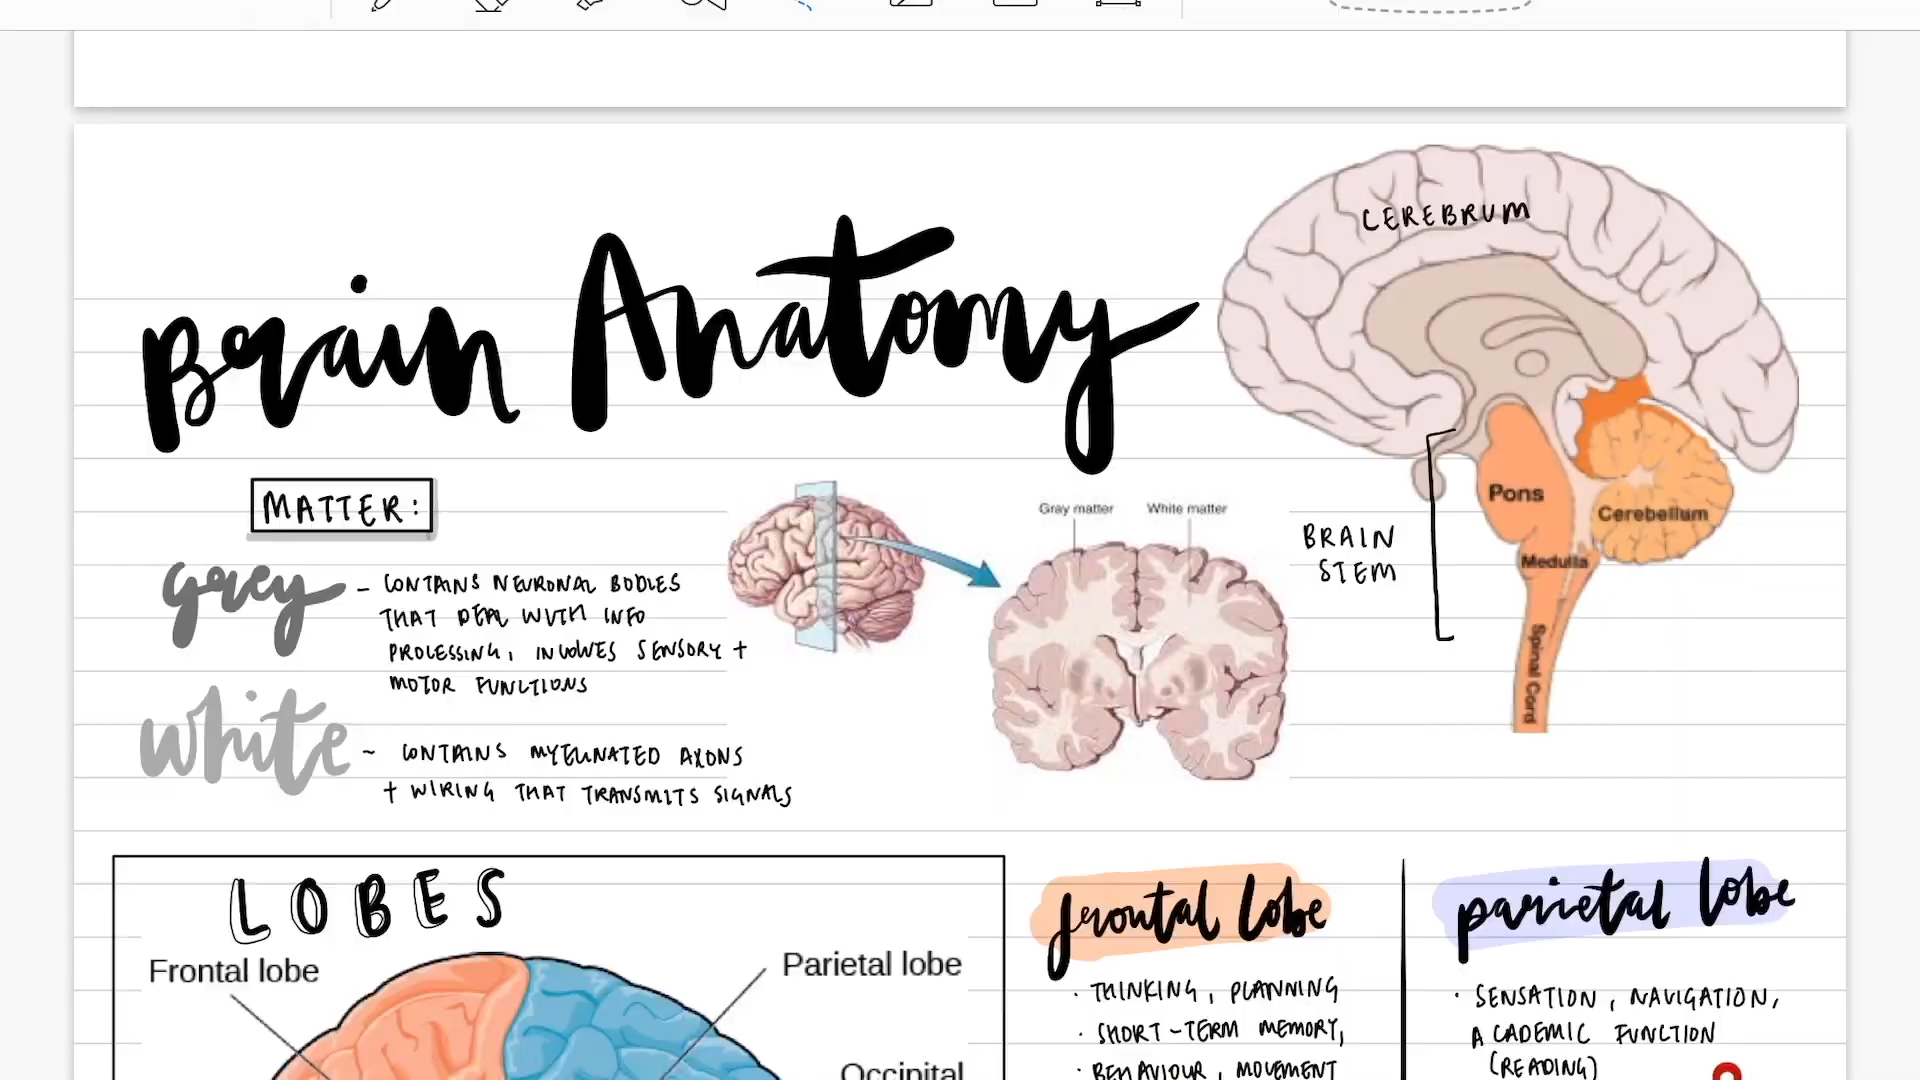 Brain Anatomy
CEREBRUM
MATTER:
grey
- CONTAINS NEURONAL BODIES
THAT DEAL WITH INFO
PROCESSING, INVOLVES SENSORY +
MOTOR FUNCTIONS
white
~ CONTAINS MYELINATED AXONS
+ WIRING THAT TRANSMITS SIGNALS
Gray matter
White matter
BRAIN
STEM
Pons
Cerebellum
Medulla
Spinal Cord
LOBES
Frontal lobe
Parietal lobe
Occipital
frontal lobe
· THINKING, PLANNING
· SHORT-TERM MEMORY,
· BEHAVIOUR, MOVEMENT
parietal lobe
· SENSATION, NAVIGATION,
ACADEMIC FUNCTION
(READING)